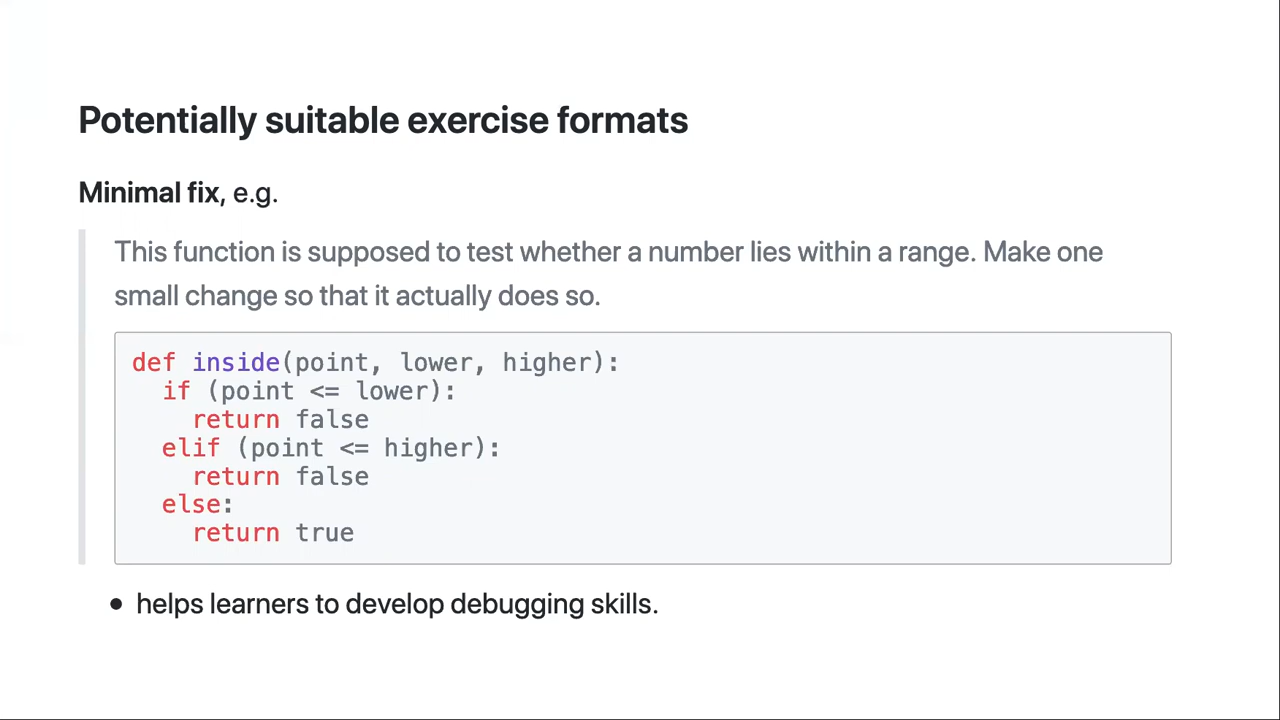 Potentially suitable exercise formats
Minimal fix, e.g.
This function is supposed to test whether a number lies within a range. Make one
small change so that it actually does so.
def inside(point, lower, higher):
  if (point <= lower):
    return false
  elif (point <= higher):
    return false
  else:
    return true
• helps learners to develop debugging skills.